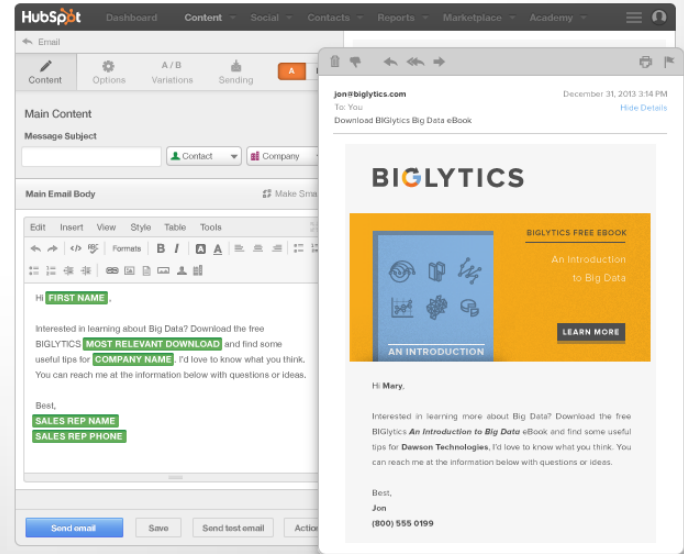 HubSpot Dashboard Content Social Contacts Reports Marketplace Academy
Email
Content Options A / B Variations Sending A
Main Content
Message Subject
Contact Company
Main Email Body Make Sma
Edit Insert View Style Table Tools
Formats B I A A
Hi FIRST NAME ,
Interested in learning about Big Data? Download the free
BIGLYTICS MOST RELEVANT DOWNLOAD and find some
useful tips for COMPANY NAME . I'd love to know what you think.
You can reach me at the information below with questions or ideas.
Best,
SALES REP NAME
SALES REP PHONE
Send email Save Send test email Action
jon@biglytics.com December 31, 2013 3:14 PM
To: You Hide Details
Download BIGlytics Big Data eBook
BIGLYTICS
BIGLYTICS FREE EBOOK
An Introduction
to Big Data
LEARN MORE
AN INTRODUCTION
Hi Mary,
Interested in learning more about Big Data? Download the free
BIGlytics An Introduction to Big Data eBook and find some useful
tips for Dawson Technologies, I'd love to know what you think. You
can reach me at the information below with questions or ideas.
Best,
Jon
(800) 555 0199